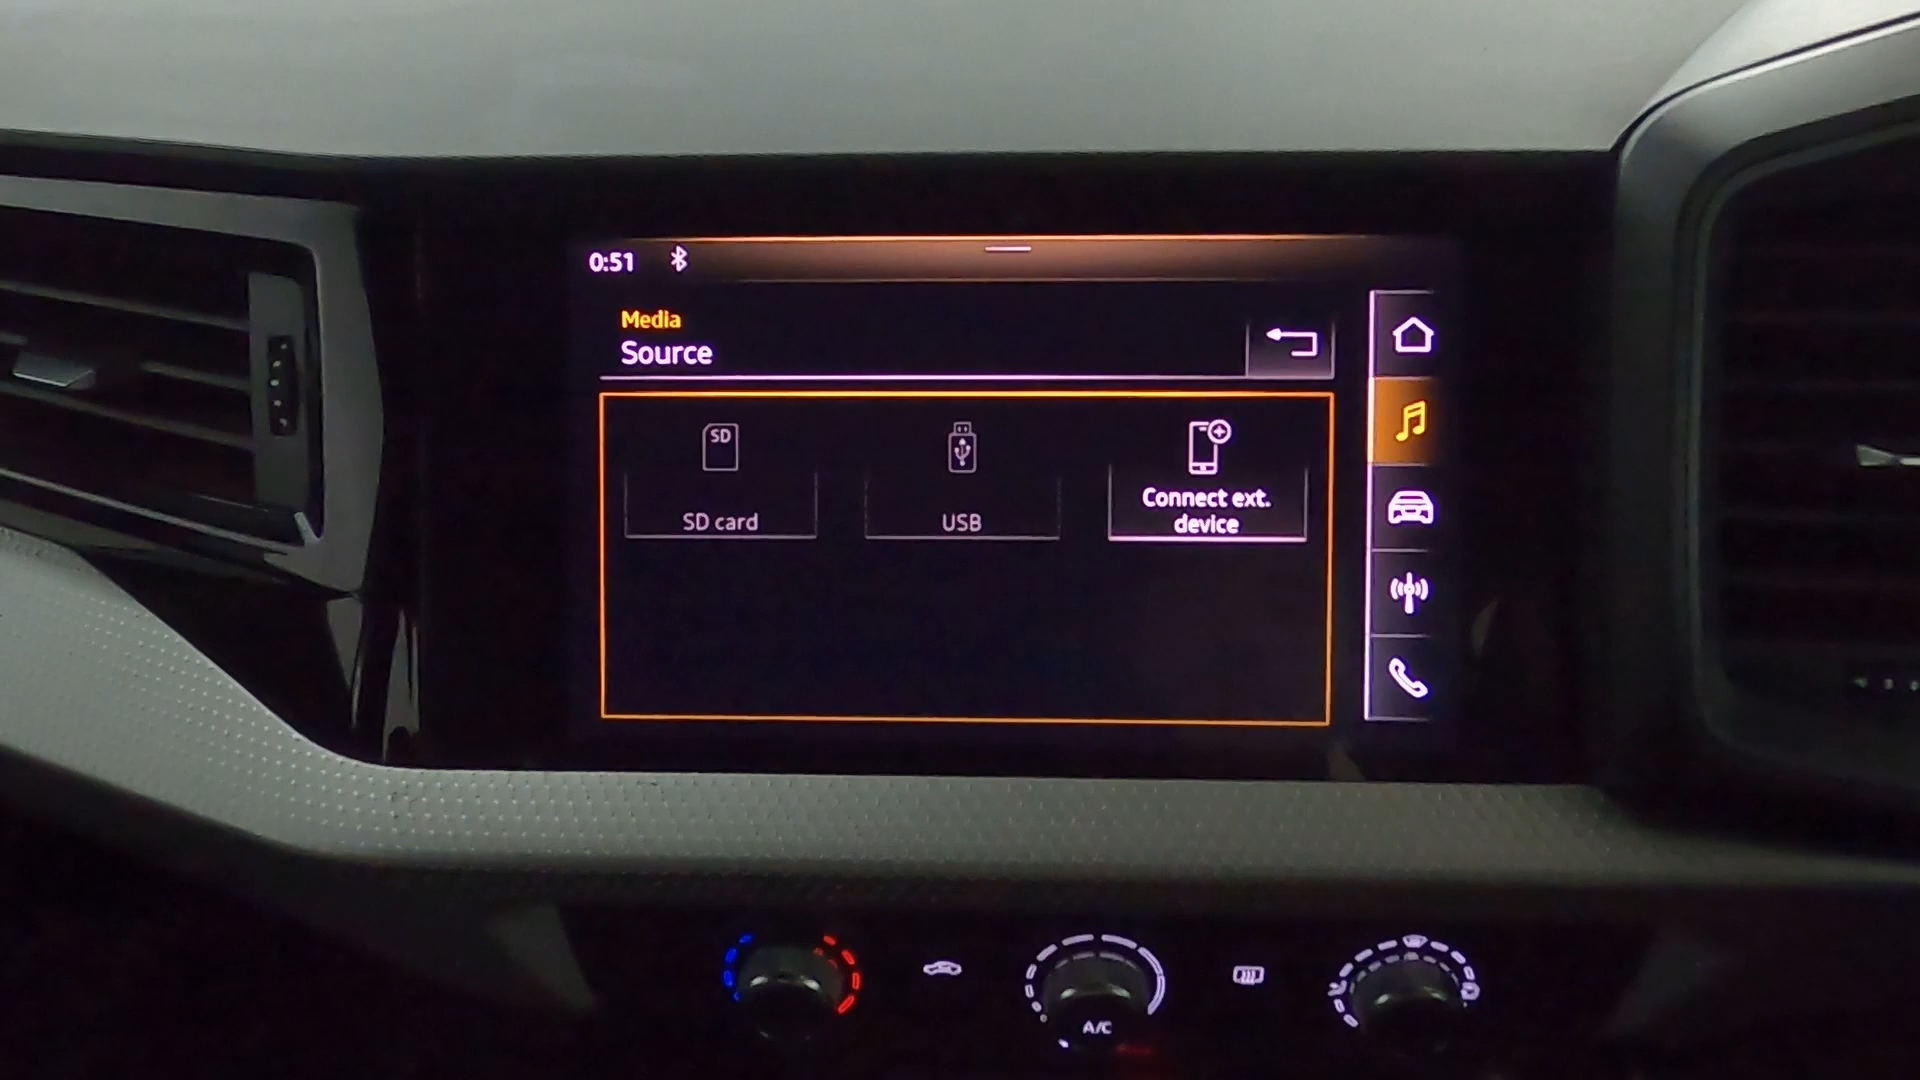 0:51
Media
Source
SD
SD card
USB
Connect ext.
device
A/C